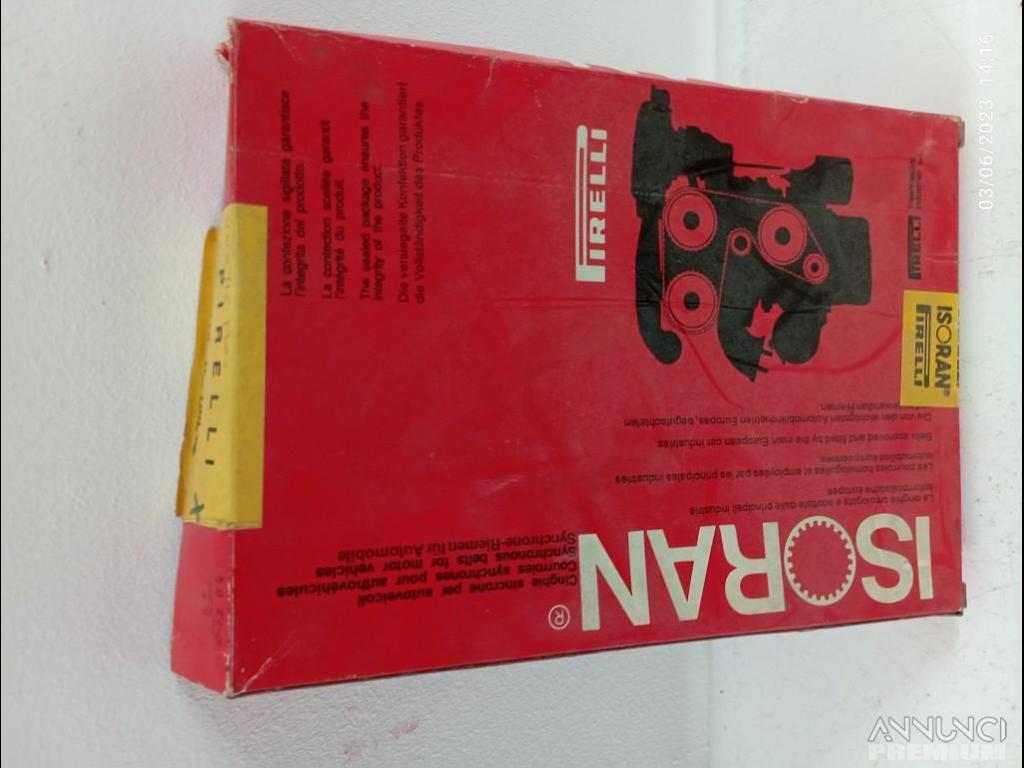 La confezione sigillata garantisce
l'integrità del prodotto.
La confection scellée garantit
l'intégrité du produit.
The sealed package ensures the
integrity of the product.
Die versiegelte Konfektion garantiert
die Vollständigkeit des Produktes.
PIRELLI
PIRELLI
PIRELLI
ISORAN®
PIRELLI
Le cinghie omologate e adottate dalle principali industrie
automobilistiche europee.
Les courroies homologuées et employées par les principales industries
automobiles européennes.
Belts approved and fitted by the main European car industries.
Die von den wichtigsten Automobilindustrien Europas, begutachteten
Riemen.
ISORAN®
Cinghie sincrone per autoveicoli
Courroies synchrones pour authovéhicules
Synchronous belts for motor vehicles
Synchrone-Riemen für Automobile
03/06/2023 14:16
ANNUNCI
PREMIUM